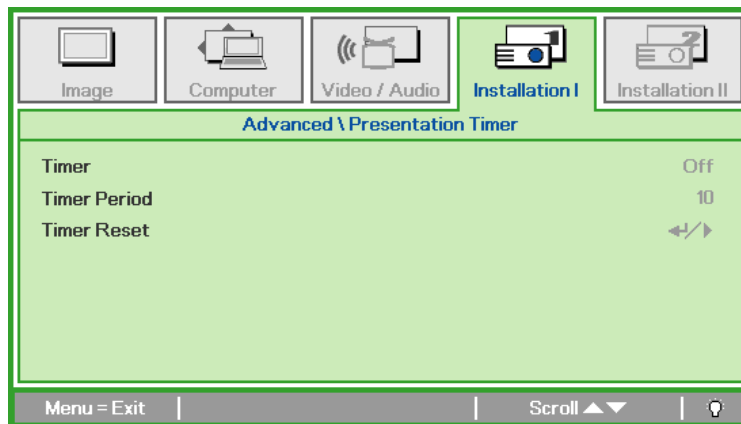 Image Computer Video / Audio Installation I Installation II
Advanced \ Presentation Timer
Timer Off
Timer Period 10
Timer Reset
Menu = Exit Scroll